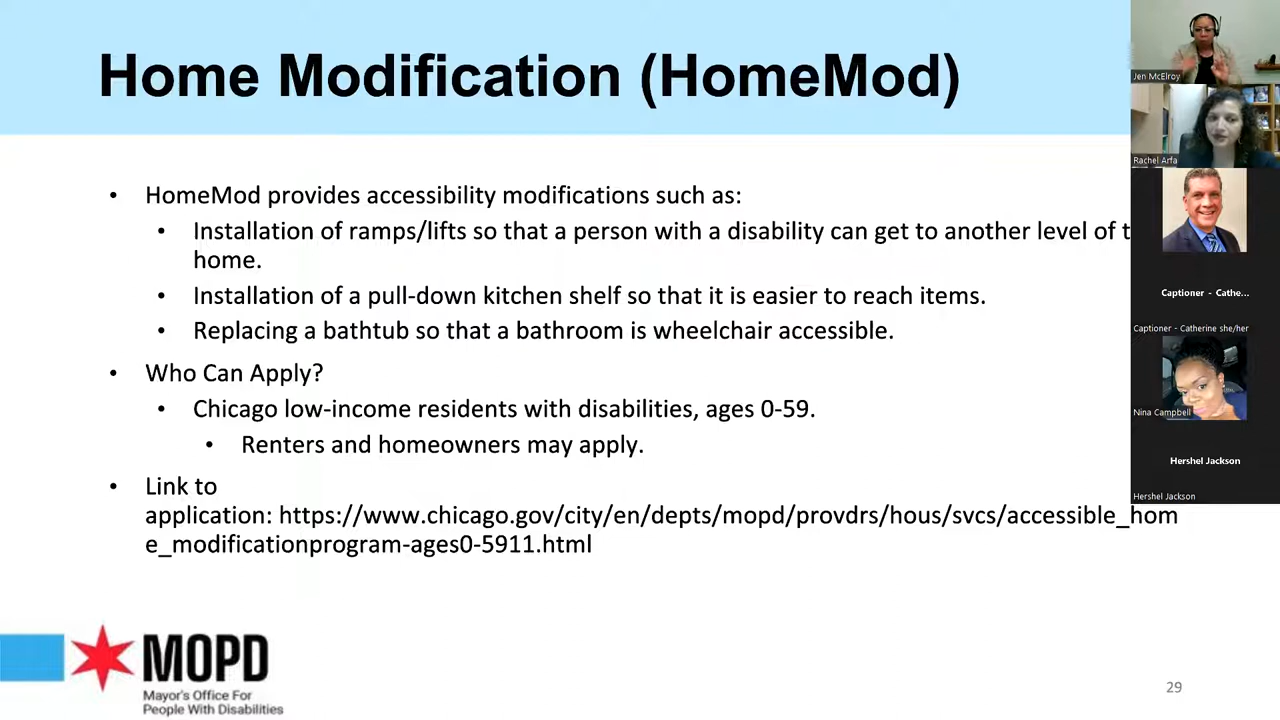 Home Modification (HomeMod)
• HomeMod provides accessibility modifications such as:
• Installation of ramps/lifts so that a person with a disability can get to another level of t
home.
• Installation of a pull-down kitchen shelf so that it is easier to reach items.
• Replacing a bathtub so that a bathroom is wheelchair accessible.
• Who Can Apply?
• Chicago low-income residents with disabilities, ages 0-59.
• Renters and homeowners may apply.
• Link to
application: https://www.chicago.gov/city/en/depts/mopd/provdrs/hous/svcs/accessible_hom
e_modificationprogram-ages0-5911.html
MOPD
Mayor's Office For
People With Disabilities
29
Jen McElroy
Rachel Arfa
Captioner - Cathe...
Captioner - Catherine she/her
Nina Campbell
Hershel Jackson
Hershel Jackson